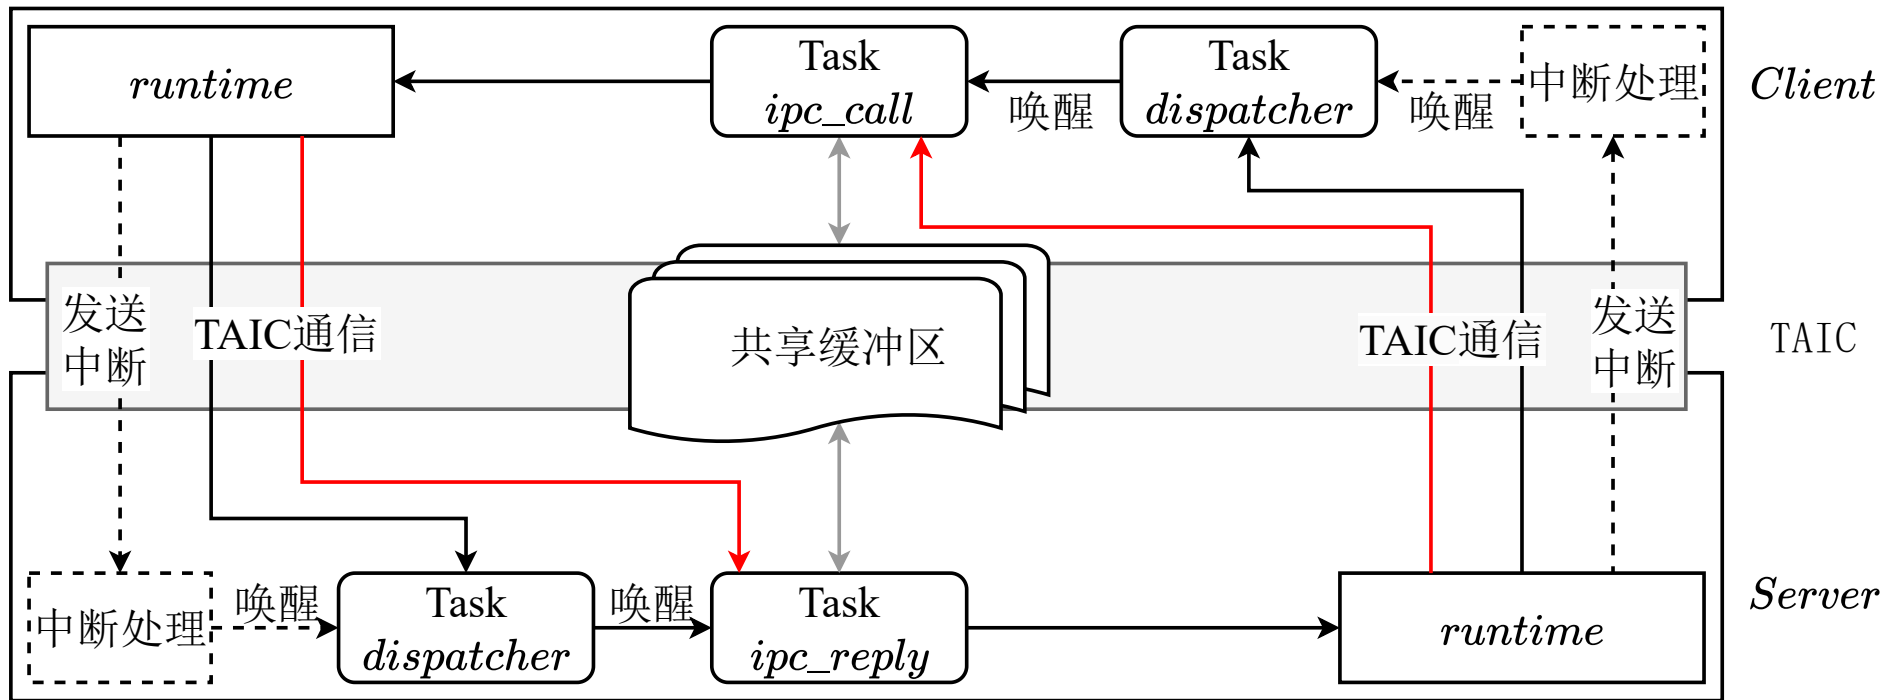 runtime
Task
ipc_call
唤醒
Task
dispatcher
唤醒
中断处理
Client
发送
中断
TAIC通信
共享缓冲区
TAIC通信
发送
中断
TAIC
中断处理
唤醒
Task
dispatcher
唤醒
Task
ipc_reply
runtime
Server